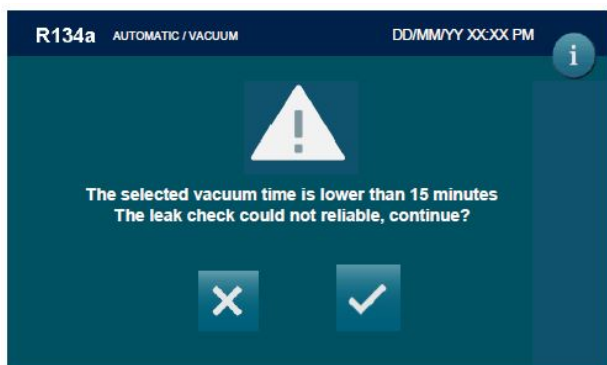 R134a AUTOMATIC / VACUUM DD/MM/YY XX:XX PM
i
The selected vacuum time is lower than 15 minutes
The leak check could not reliable, continue?